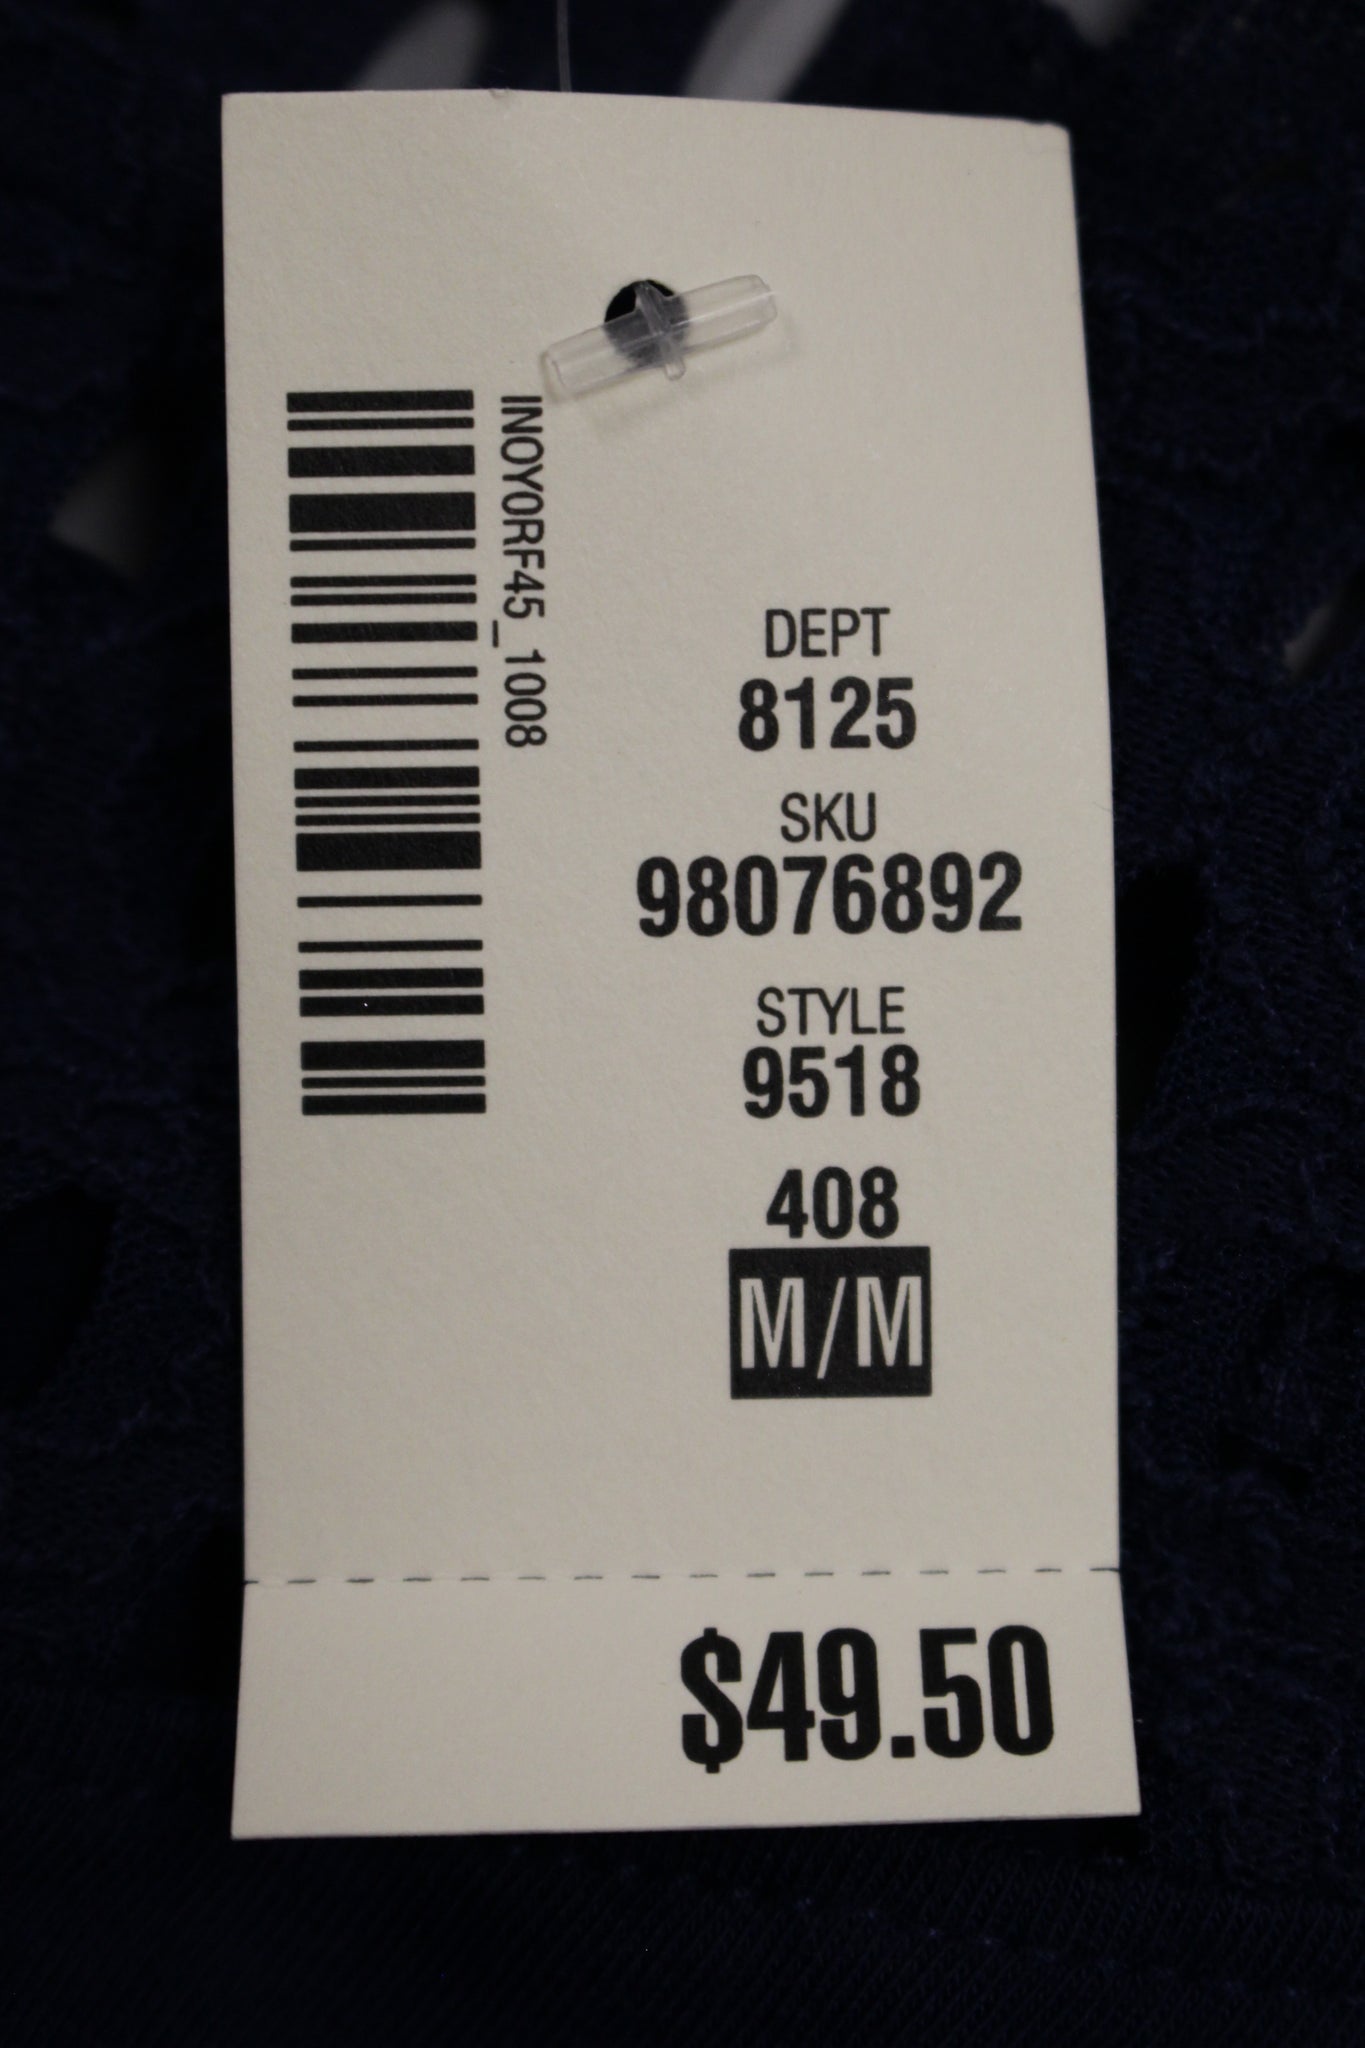 INOYORF45_1008
DEPT
8125
SKU
98076892
STYLE
9518
408
M/M
$49.50